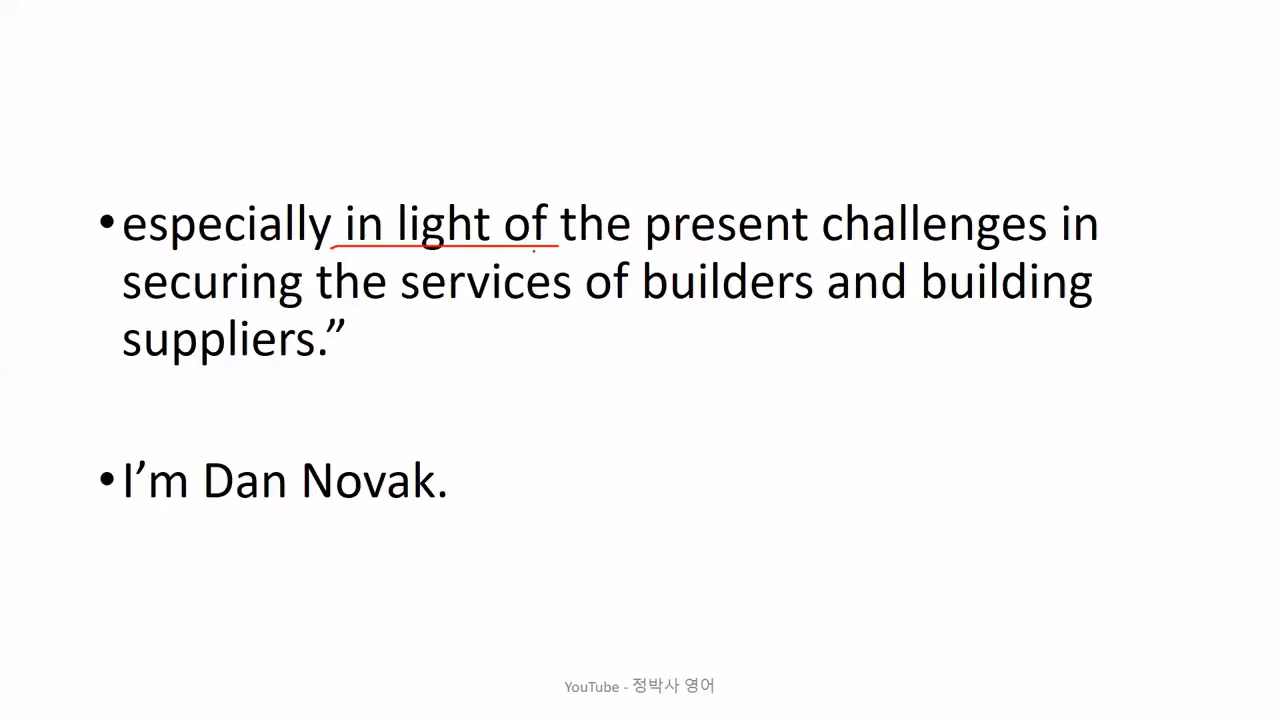 •especially in light of the present challenges in
securing the services of builders and building
suppliers.”
•I’m Dan Novak.
YouTube - 정박사 영어